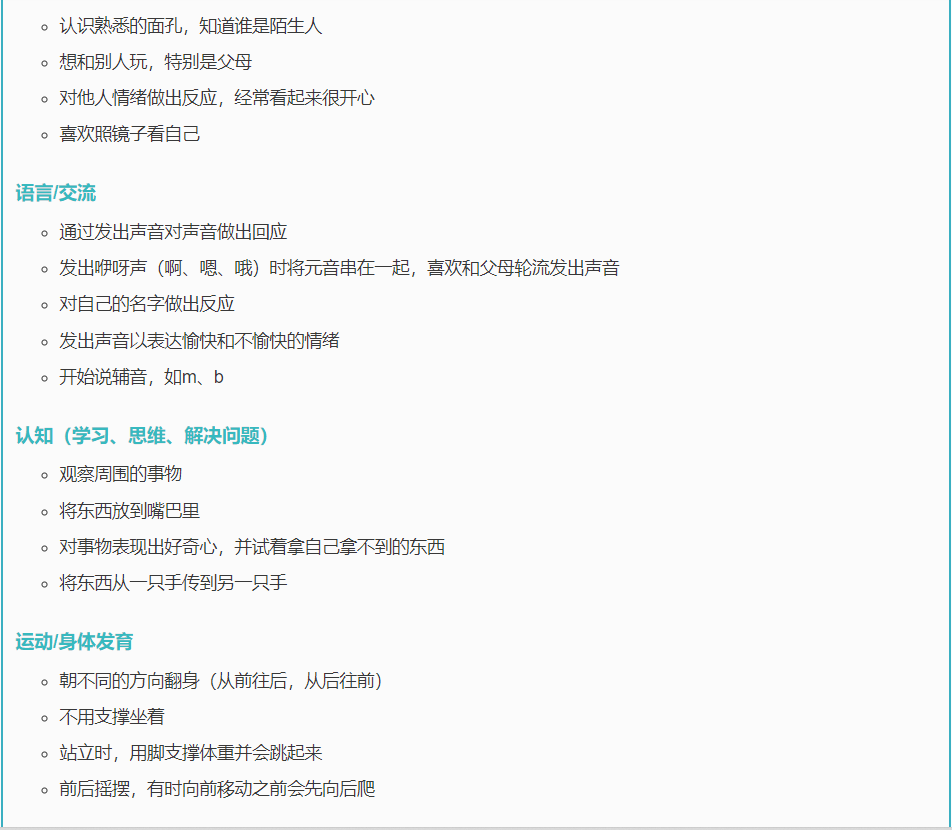 认识熟悉的面孔，知道谁是陌生人
想和别人玩，特别是父母
对他人情绪做出反应，经常看起来很开心
喜欢照镜子看自己
语言/交流
通过发出声音对声音做出回应
发出咿呀声（啊、嗯、哦）时将元音串在一起，喜欢和父母轮流发出声音
对自己的名字做出反应
发出声音以表达愉快和不愉快的情绪
开始说辅音，如m、b
认知（学习、思维、解决问题）
观察周围的事物
将东西放到嘴巴里
对事物表现出好奇心，并试着拿自己拿不到的东西
将东西从一只手传到另一只手
运动/身体发育
朝不同的方向翻身（从前往后，从后往前）
不用支撑坐着
站立时，用脚支撑体重并会跳起来
前后摇摆，有时向前移动之前会先向后爬